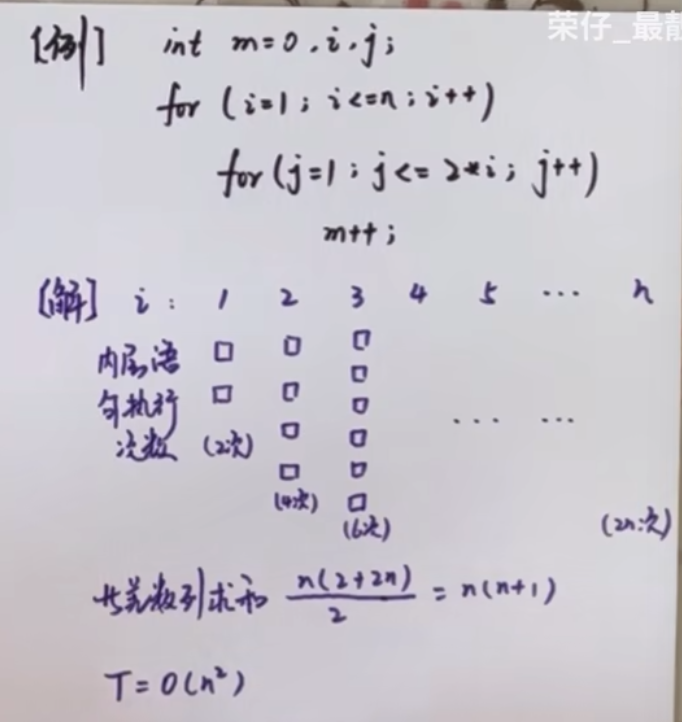 荣仔_最靓
[例] int m=0,i,j;
for (i=1; i<=n; i++)
for(j=1; j<=2*i; j++)
m++;
[解] i: 1 2 3 4 5 … n
内层语
句执行 … …
次数 (2次)
(4次)
(6次) (2n次)
等差数列求和 n(2+2n)/2 = n(n+1)
T=O(n²)